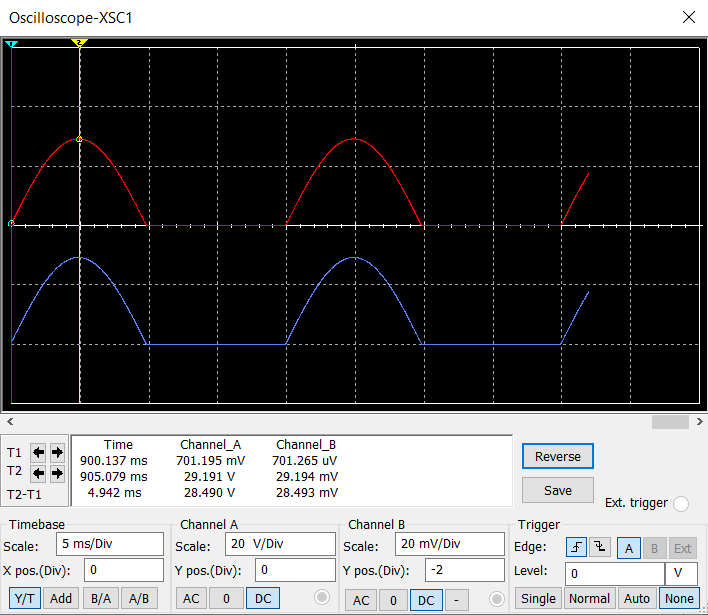 Oscilloscope-XSC1
1 2
Time Channel_A Channel_B
T1 900.137 ms 701.195 mV 701.265 uV
T2 905.079 ms 29.191 V 29.194 mV
T2-T1 4.942 ms 28.490 V 28.493 mV
Reverse
Save
Ext. trigger
Timebase
Scale: 5 ms/Div
X pos.(Div): 0
Y/T Add B/A A/B
Channel A
Scale: 20 V/Div
Y pos.(Div): 0
AC 0 DC
Channel B
Scale: 20 mV/Div
Y pos.(Div): -2
AC 0 DC -
Trigger
Edge: A B Ext
Level: 0 V
Single Normal Auto None